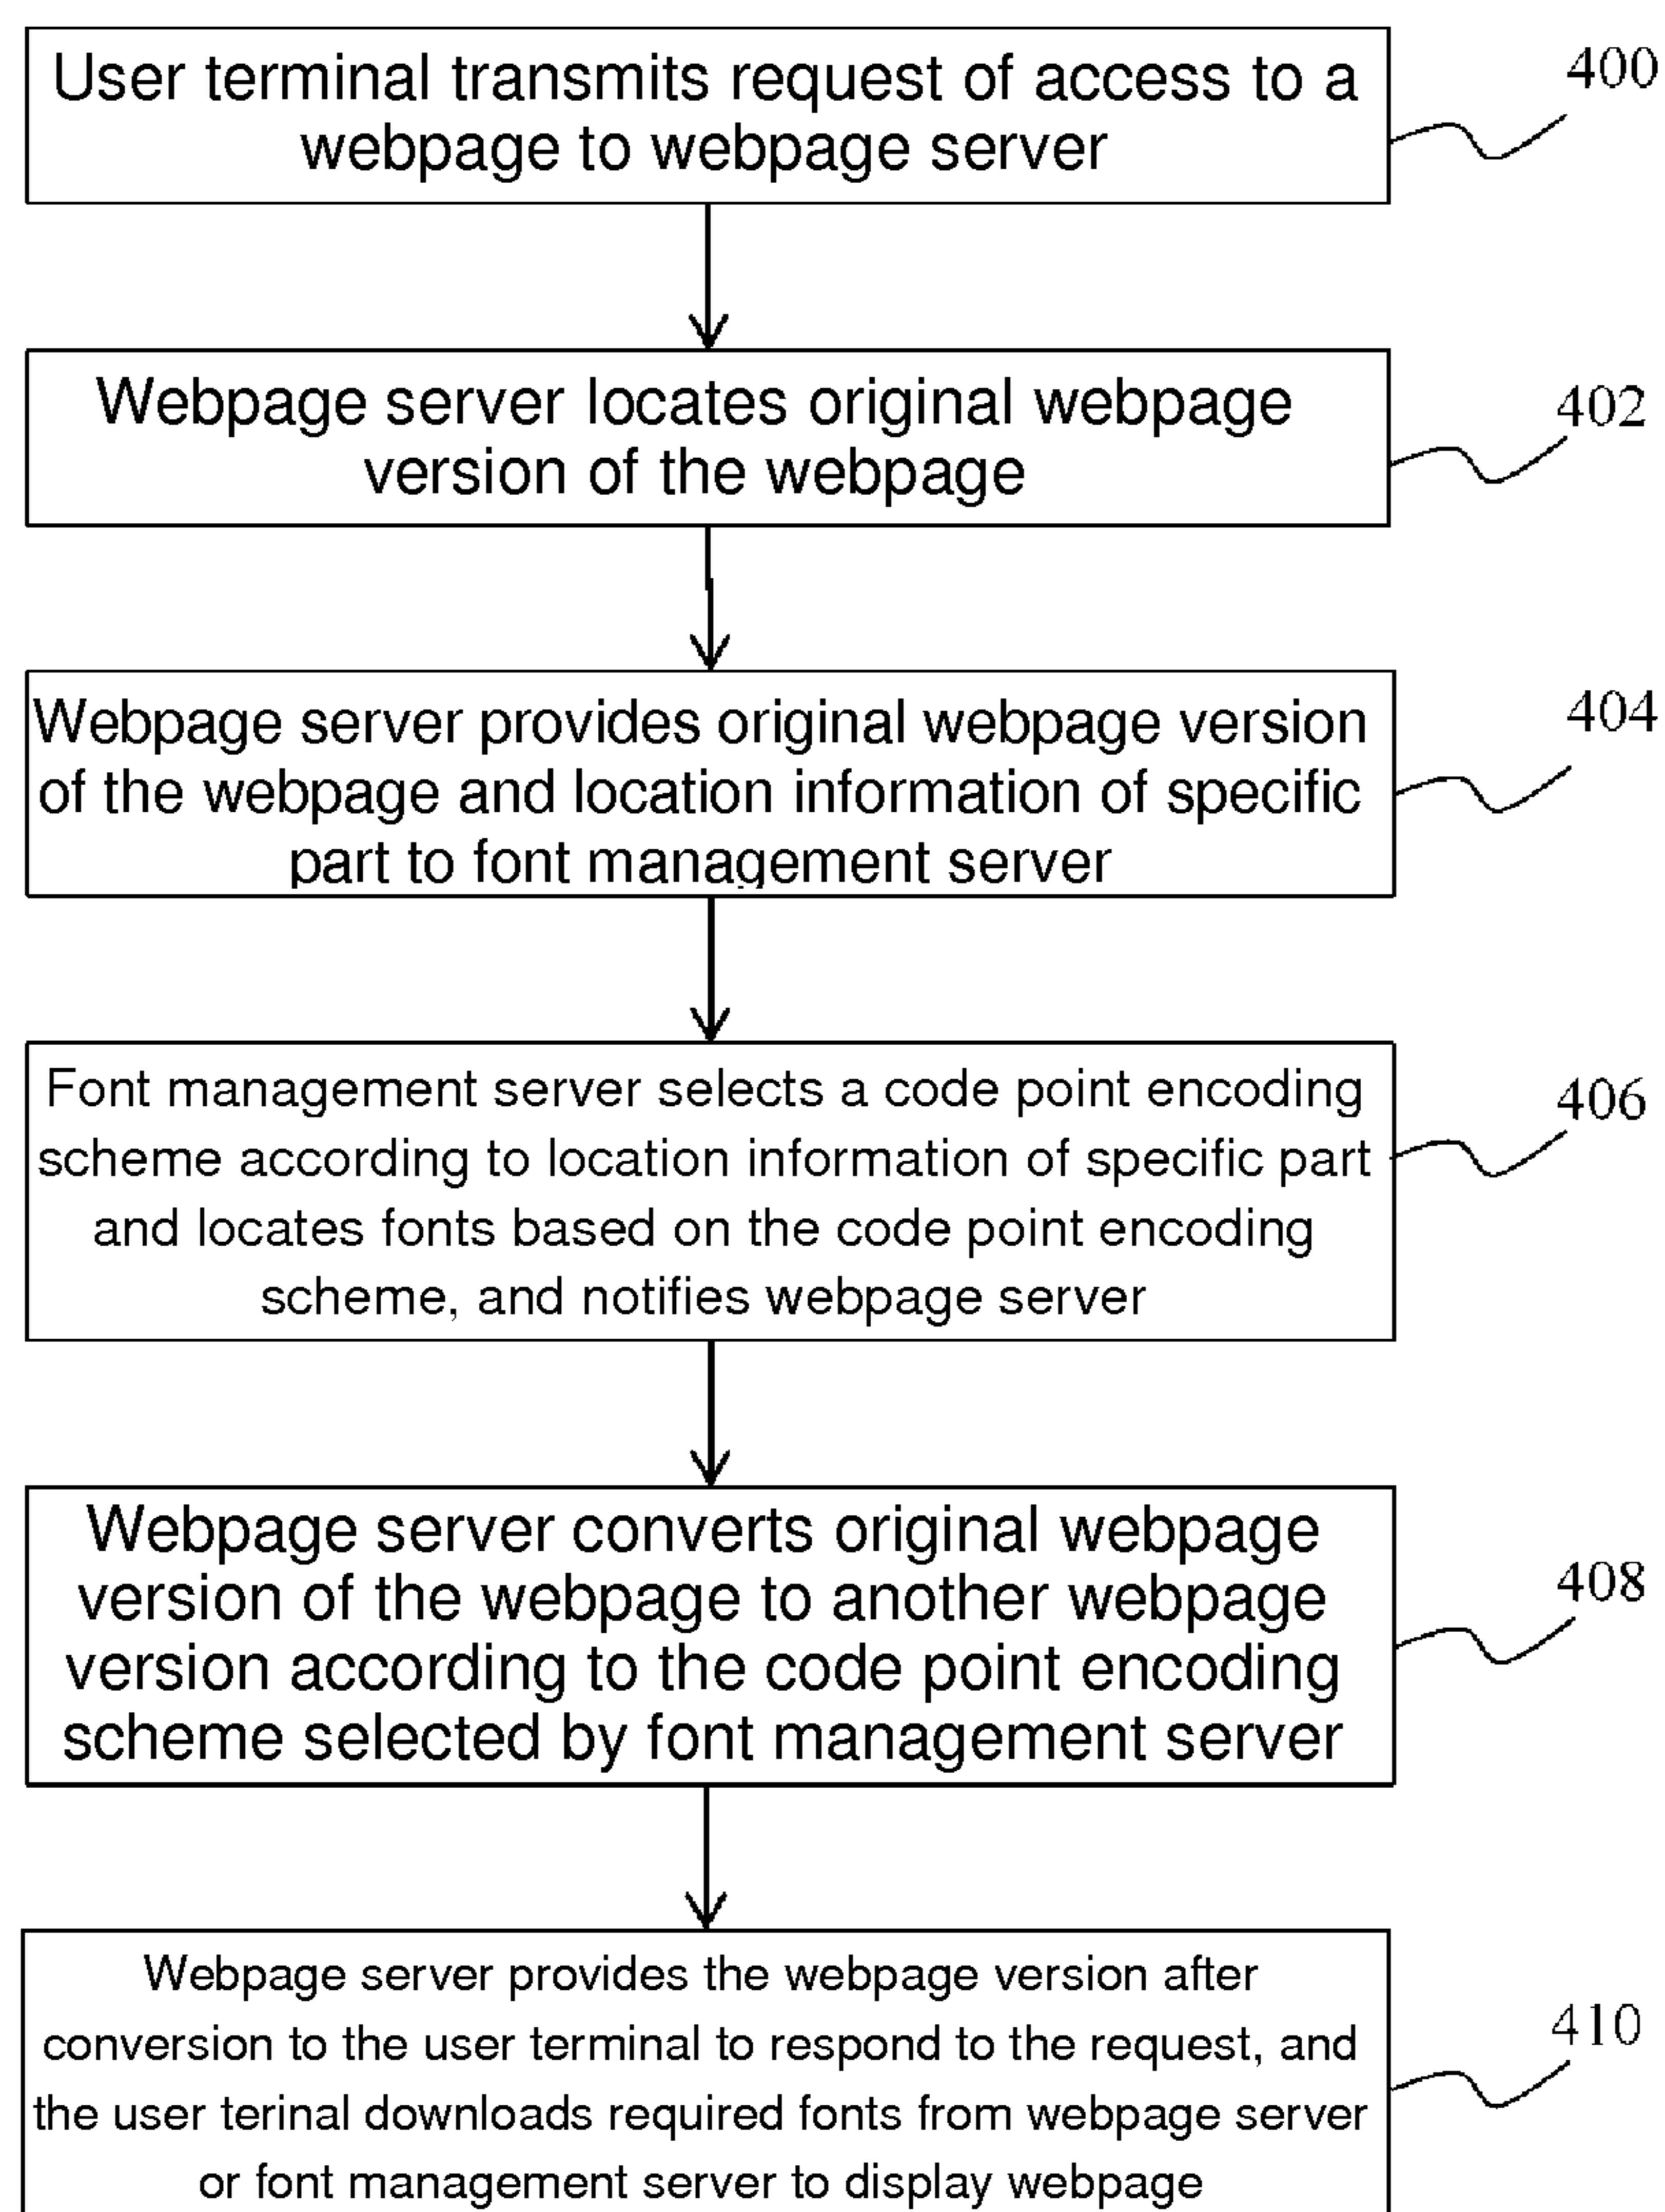 User terminal transmits request of access to a
webpage to webpage server
400
Webpage server locates original webpage
version of the webpage
402
Webpage server provides original webpage version
of the webpage and location information of specific
part to font management server
404
Font management server selects a code point encoding
scheme according to location information of specific part
and locates fonts based on the code point encoding
scheme, and notifies webpage server
406
Webpage server converts original webpage
version of the webpage to another webpage
version according to the code point encoding
scheme selected by font management server
408
Webpage server provides the webpage version after
conversion to the user terminal to respond to the request, and
the user terinal downloads required fonts from webpage server
or font management server to display webpage
410